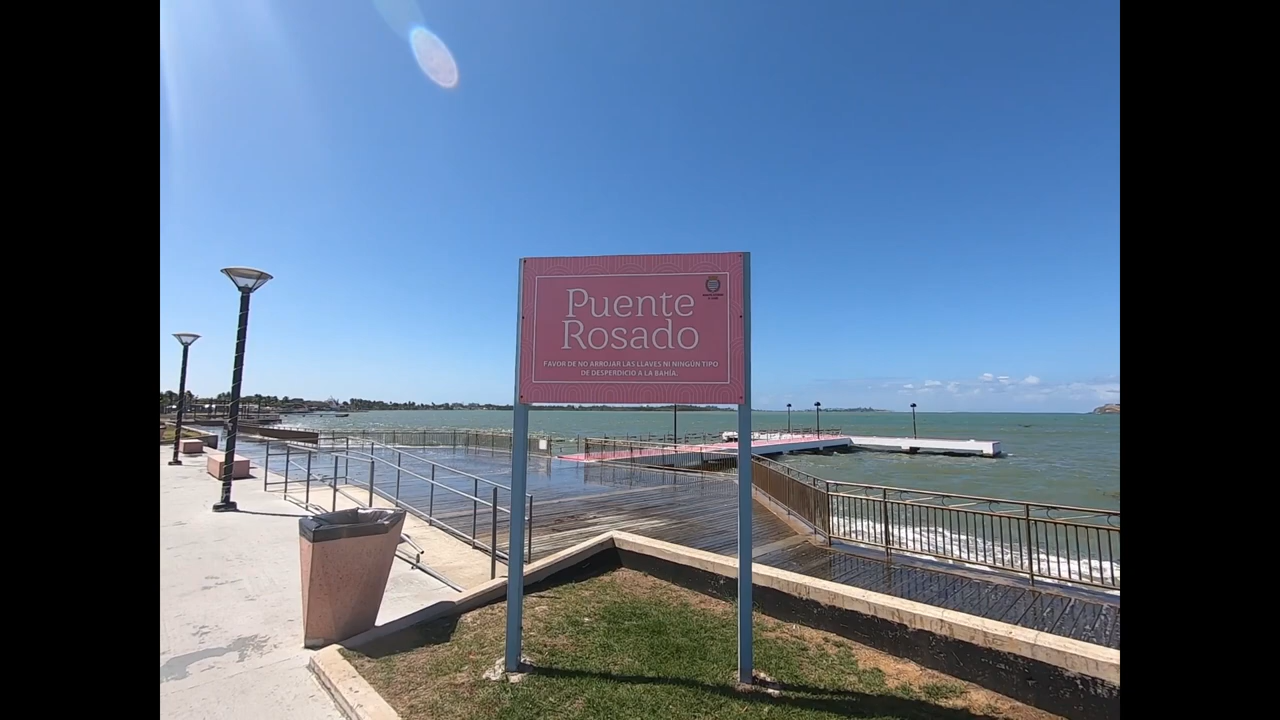 Puente
Rosado
FAVOR DE NO ARROJAR LAS LLAVES NI NINGÚN TIPO
DE DESPERDICIO A LA BAHÍA.